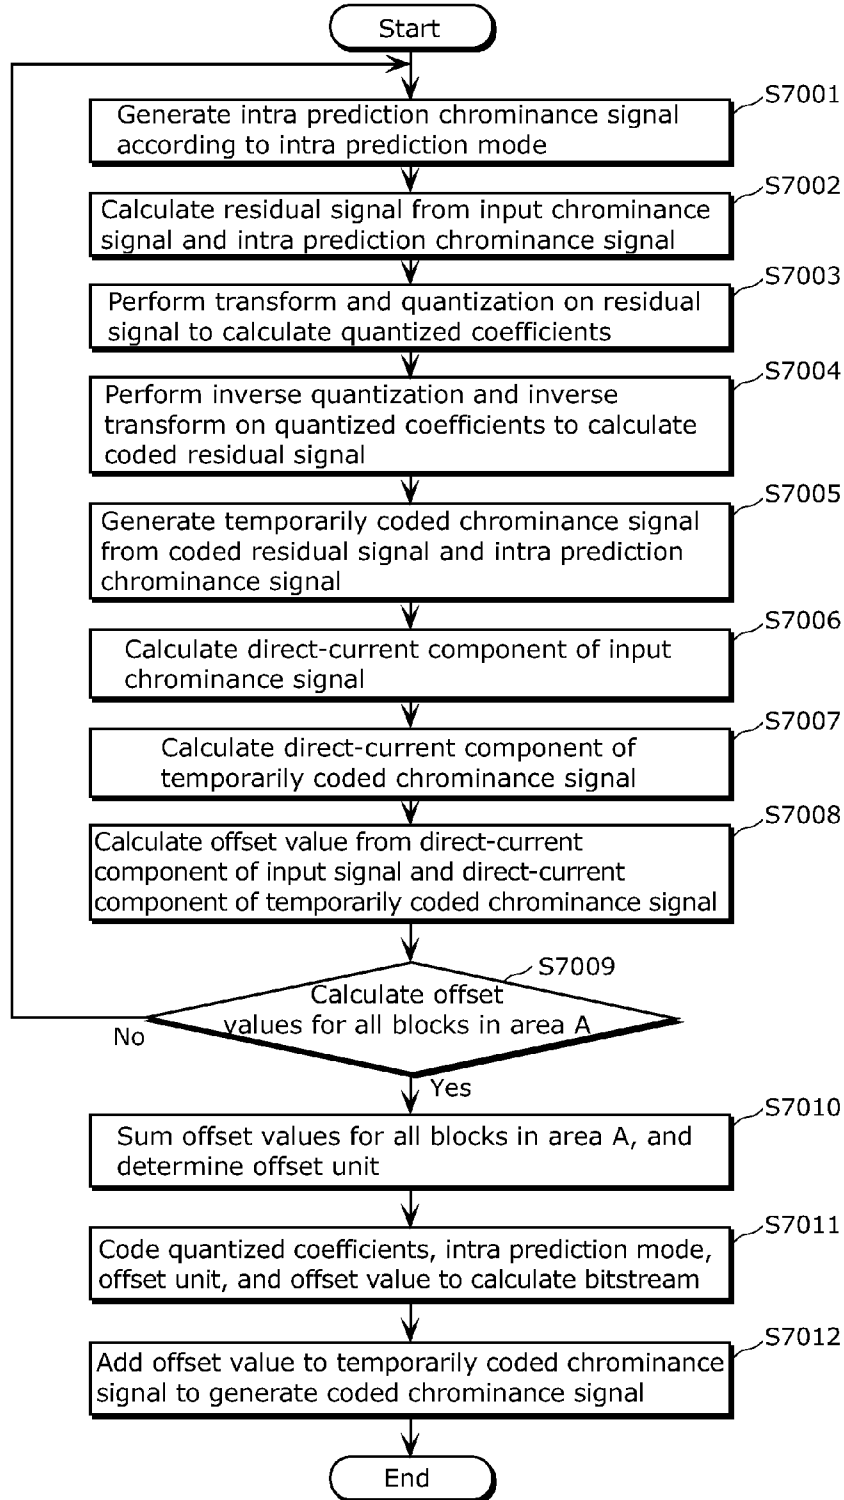 Start
S7001
Generate intra prediction chrominance signal
according to intra prediction mode
S7002
Calculate residual signal from input chrominance
signal and intra prediction chrominance signal
S7003
Perform transform and quantization on residual
signal to calculate quantized coefficients
S7004
Perform inverse quantization and inverse
transform on quantized coefficients to calculate
coded residual signal
S7005
Generate temporarily coded chrominance signal
from coded residual signal and intra prediction
chrominance signal
S7006
Calculate direct-current component of input
chrominance signal
S7007
Calculate direct-current component of
temporarily coded chrominance signal
S7008
Calculate offset value from direct-current
component of input signal and direct-current
component of temporarily coded chrominance signal
S7009
Calculate offset
values for all blocks in area A
No
Yes
S7010
Sum offset values for all blocks in area A, and
determine offset unit
S7011
Code quantized coefficients, intra prediction mode,
offset unit, and offset value to calculate bitstream
S7012
Add offset value to temporarily coded chrominance
signal to generate coded chrominance signal
End